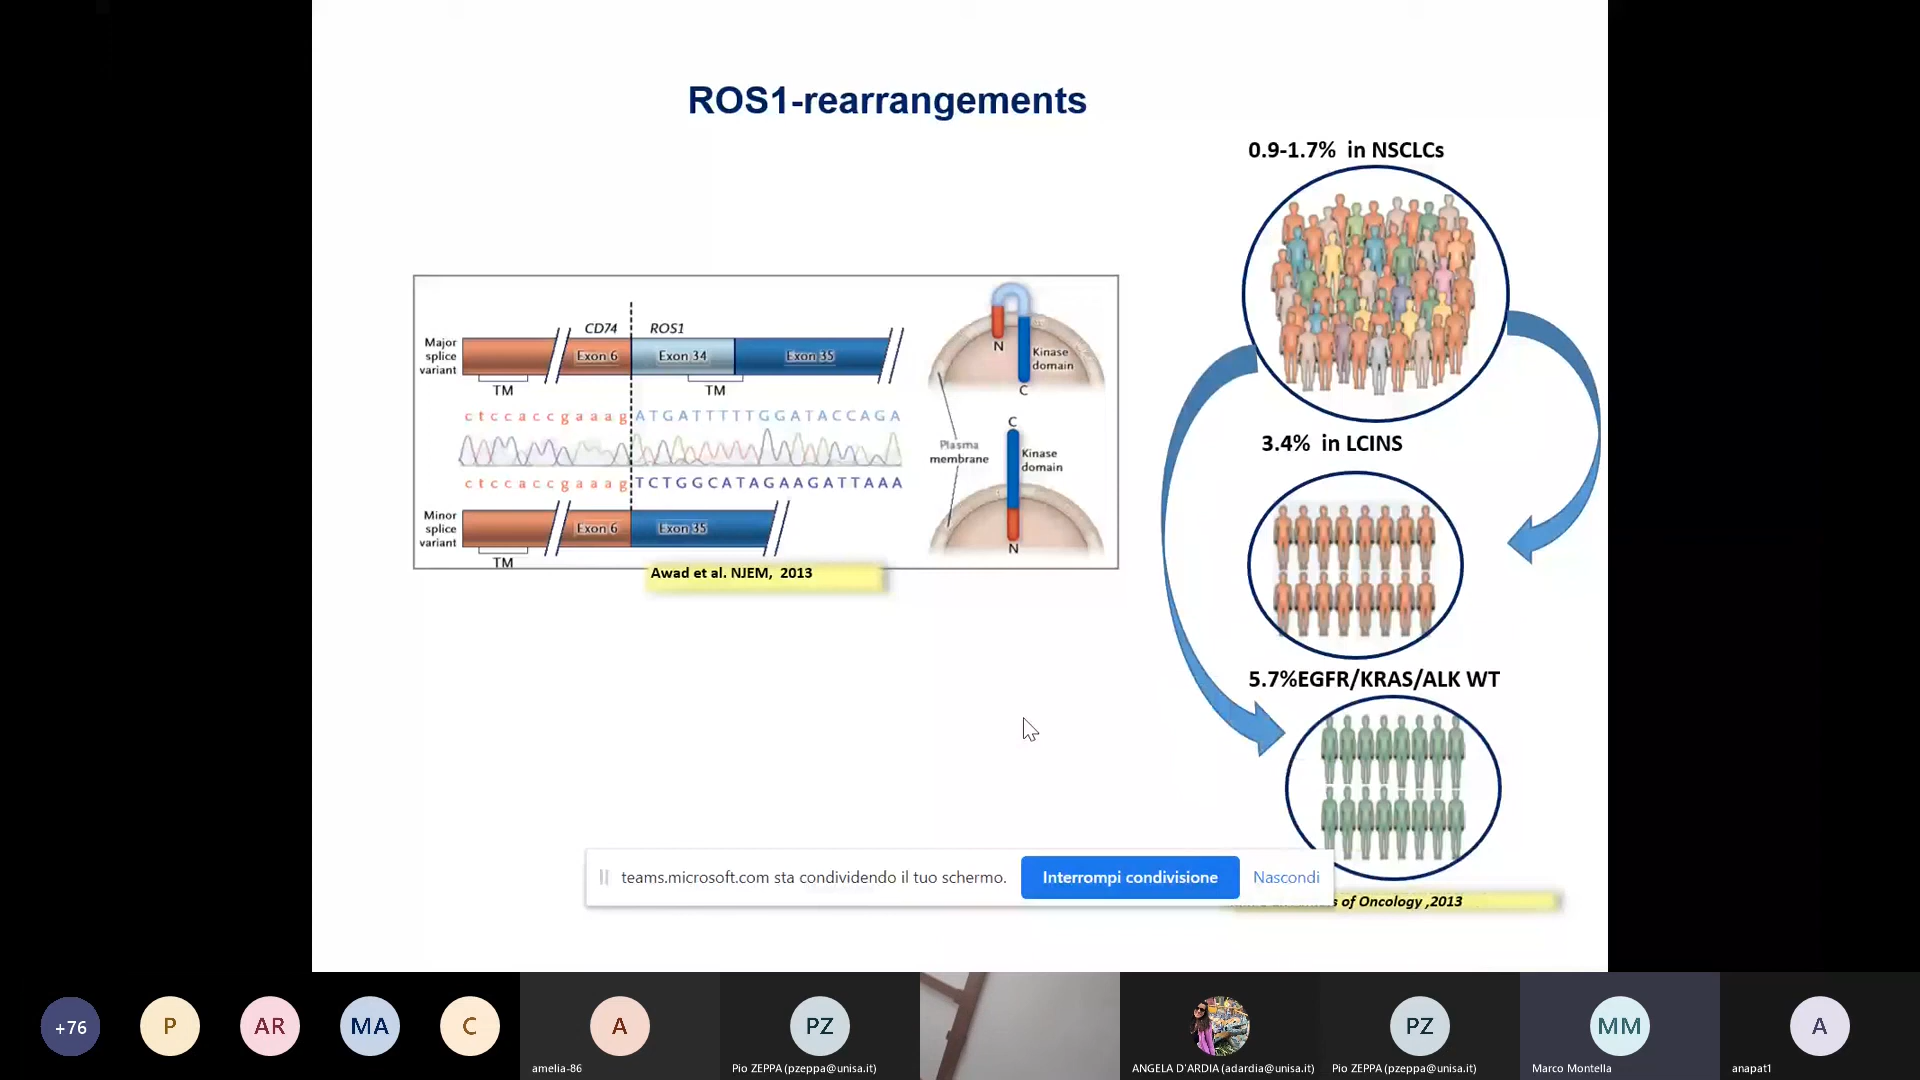 ROS1-rearrangements
0.9-1.7% in NSCLCs
CD74 ROS1
Major
splice
variant
Exon 6 Exon 34 Exon 35
TM TM
ctccaccgaaagATGATTTTTGGATACCAGA
ctccaccgaaagTCTGGCATAGAAGATTAAA
Minor
splice
variant
Exon 6 Exon 35
TM
N
Kinase
domain
C
Plasma
membrane
C
Kinase
domain
N
Awad et al. NJEM, 2013
3.4% in LCINS
5.7%EGFR/KRAS/ALK WT
teams.microsoft.com sta condividendo il tuo schermo. Interrompi condivisione Nascondi
of Oncology ,2013
+76 P AR MA C A PZ PZ MM A
amelia-86 Pio ZEPPA (pzeppa@unisa.it) ANGELA D'ARDIA (adardia@unisa.it) Pio ZEPPA (pzeppa@unisa.it) Marco Montella anapat1